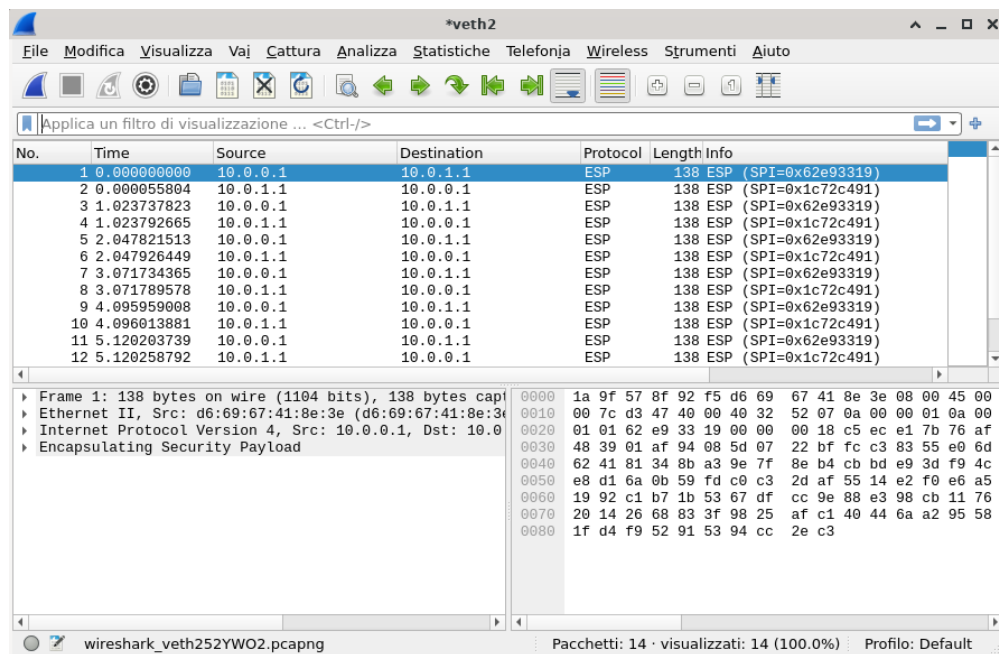 *veth2
File Modifica Visualizza Vai Cattura Analizza Statistiche Telefonia Wireless Strumenti Aiuto
Applica un filtro di visualizzazione … <Ctrl-/>
No. Time Source Destination Protocol Length Info
1 0.000000000 10.0.0.1 10.0.1.1 ESP 138 ESP (SPI=0x62e93319)
2 0.000055804 10.0.1.1 10.0.0.1 ESP 138 ESP (SPI=0x1c72c491)
3 1.023737823 10.0.0.1 10.0.1.1 ESP 138 ESP (SPI=0x62e93319)
4 1.023792665 10.0.1.1 10.0.0.1 ESP 138 ESP (SPI=0x1c72c491)
5 2.047821513 10.0.0.1 10.0.1.1 ESP 138 ESP (SPI=0x62e93319)
6 2.047926449 10.0.1.1 10.0.0.1 ESP 138 ESP (SPI=0x1c72c491)
7 3.071734365 10.0.0.1 10.0.1.1 ESP 138 ESP (SPI=0x62e93319)
8 3.071789578 10.0.1.1 10.0.0.1 ESP 138 ESP (SPI=0x1c72c491)
9 4.095959008 10.0.0.1 10.0.1.1 ESP 138 ESP (SPI=0x62e93319)
10 4.096013881 10.0.1.1 10.0.0.1 ESP 138 ESP (SPI=0x1c72c491)
11 5.120203739 10.0.0.1 10.0.1.1 ESP 138 ESP (SPI=0x62e93319)
12 5.120258792 10.0.1.1 10.0.0.1 ESP 138 ESP (SPI=0x1c72c491)
Frame 1: 138 bytes on wire (1104 bits), 138 bytes capt
Ethernet II, Src: d6:69:67:41:8e:3e (d6:69:67:41:8e:3e
Internet Protocol Version 4, Src: 10.0.0.1, Dst: 10.0
Encapsulating Security Payload
0000 1a 9f 57 8f 92 f5 d6 69 67 41 8e 3e 08 00 45 00
0010 00 7c d3 47 40 00 40 32 52 07 0a 00 00 01 0a 00
0020 01 01 62 e9 33 19 00 00 00 18 c5 ec e1 7b 76 af
0030 48 39 01 af 94 08 5d 07 22 bf fc c3 83 55 e0 6d
0040 62 41 81 34 8b a3 9e 7f 8e b4 cb bd e9 3d f9 4c
0050 e8 d1 6a 0b 59 fd c0 c3 2d af 55 14 e2 f0 e6 a5
0060 19 92 c1 b7 1b 53 67 df cc 9e 88 e3 98 cb 11 76
0070 20 14 26 68 83 3f 98 25 af c1 40 44 6a a2 95 58
0080 1f d4 f9 52 91 53 94 cc 2e c3
wireshark_veth252YWO2.pcapng Pacchetti: 14 · visualizzati: 14 (100.0%) Profilo: Default